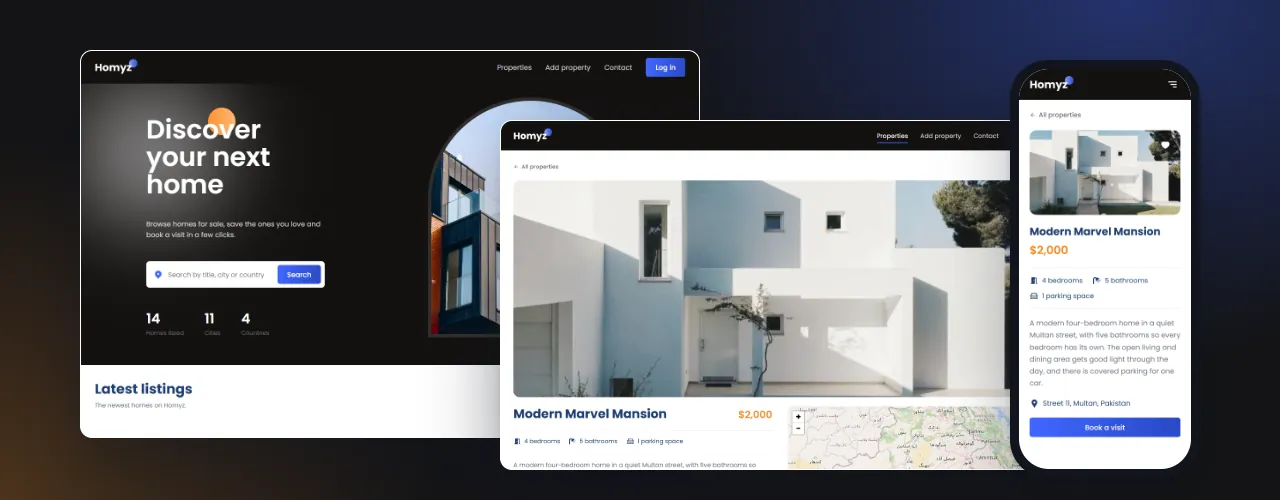 Homyz
Properties Add property Contact Log in
Discover
your next
home
Browse homes for sale, save the ones you love and
book a visit in a few clicks.
Search by title, city or country Search
14 11 4
Homes listed Cities Countries
Latest listings
The newest homes on Homyz.
Homyz
Properties Add property Contact
← All properties
Modern Marvel Mansion $2,000
4 bedrooms 5 bathrooms 1 parking space
A modern four-bedroom home in a quiet Multan street, with five bathrooms so
+
−
Homyz
← All properties
Modern Marvel Mansion
$2,000
4 bedrooms 5 bathrooms
1 parking space
A modern four-bedroom home in a quiet
Multan street, with five bathrooms so every
bedroom has its own. The open living and
dining area gets good light through the
day, and there is covered parking for one
car.
Street 11, Multan, Pakistan
Book a visit